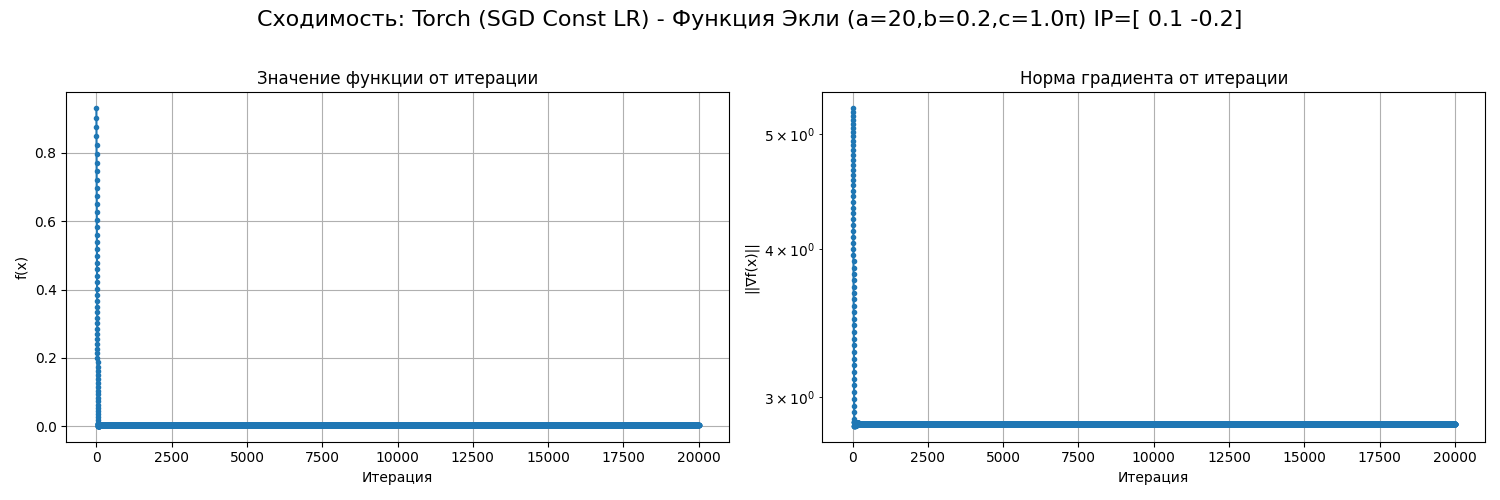 Сходимость: Torch (SGD Const LR) - Функция Экли (a=20,b=0.2,c=1.0π) IP=[ 0.1 -0.2]
Значение функции от итерации
f(x)
0.8
0.6
0.4
0.2
0.0
0 2500 5000 7500 10000 12500 15000 17500 20000
Итерация
Норма градиента от итерации
||∇f(x)||
5 × 10⁰
4 × 10⁰
3 × 10⁰
0 2500 5000 7500 10000 12500 15000 17500 20000
Итерация